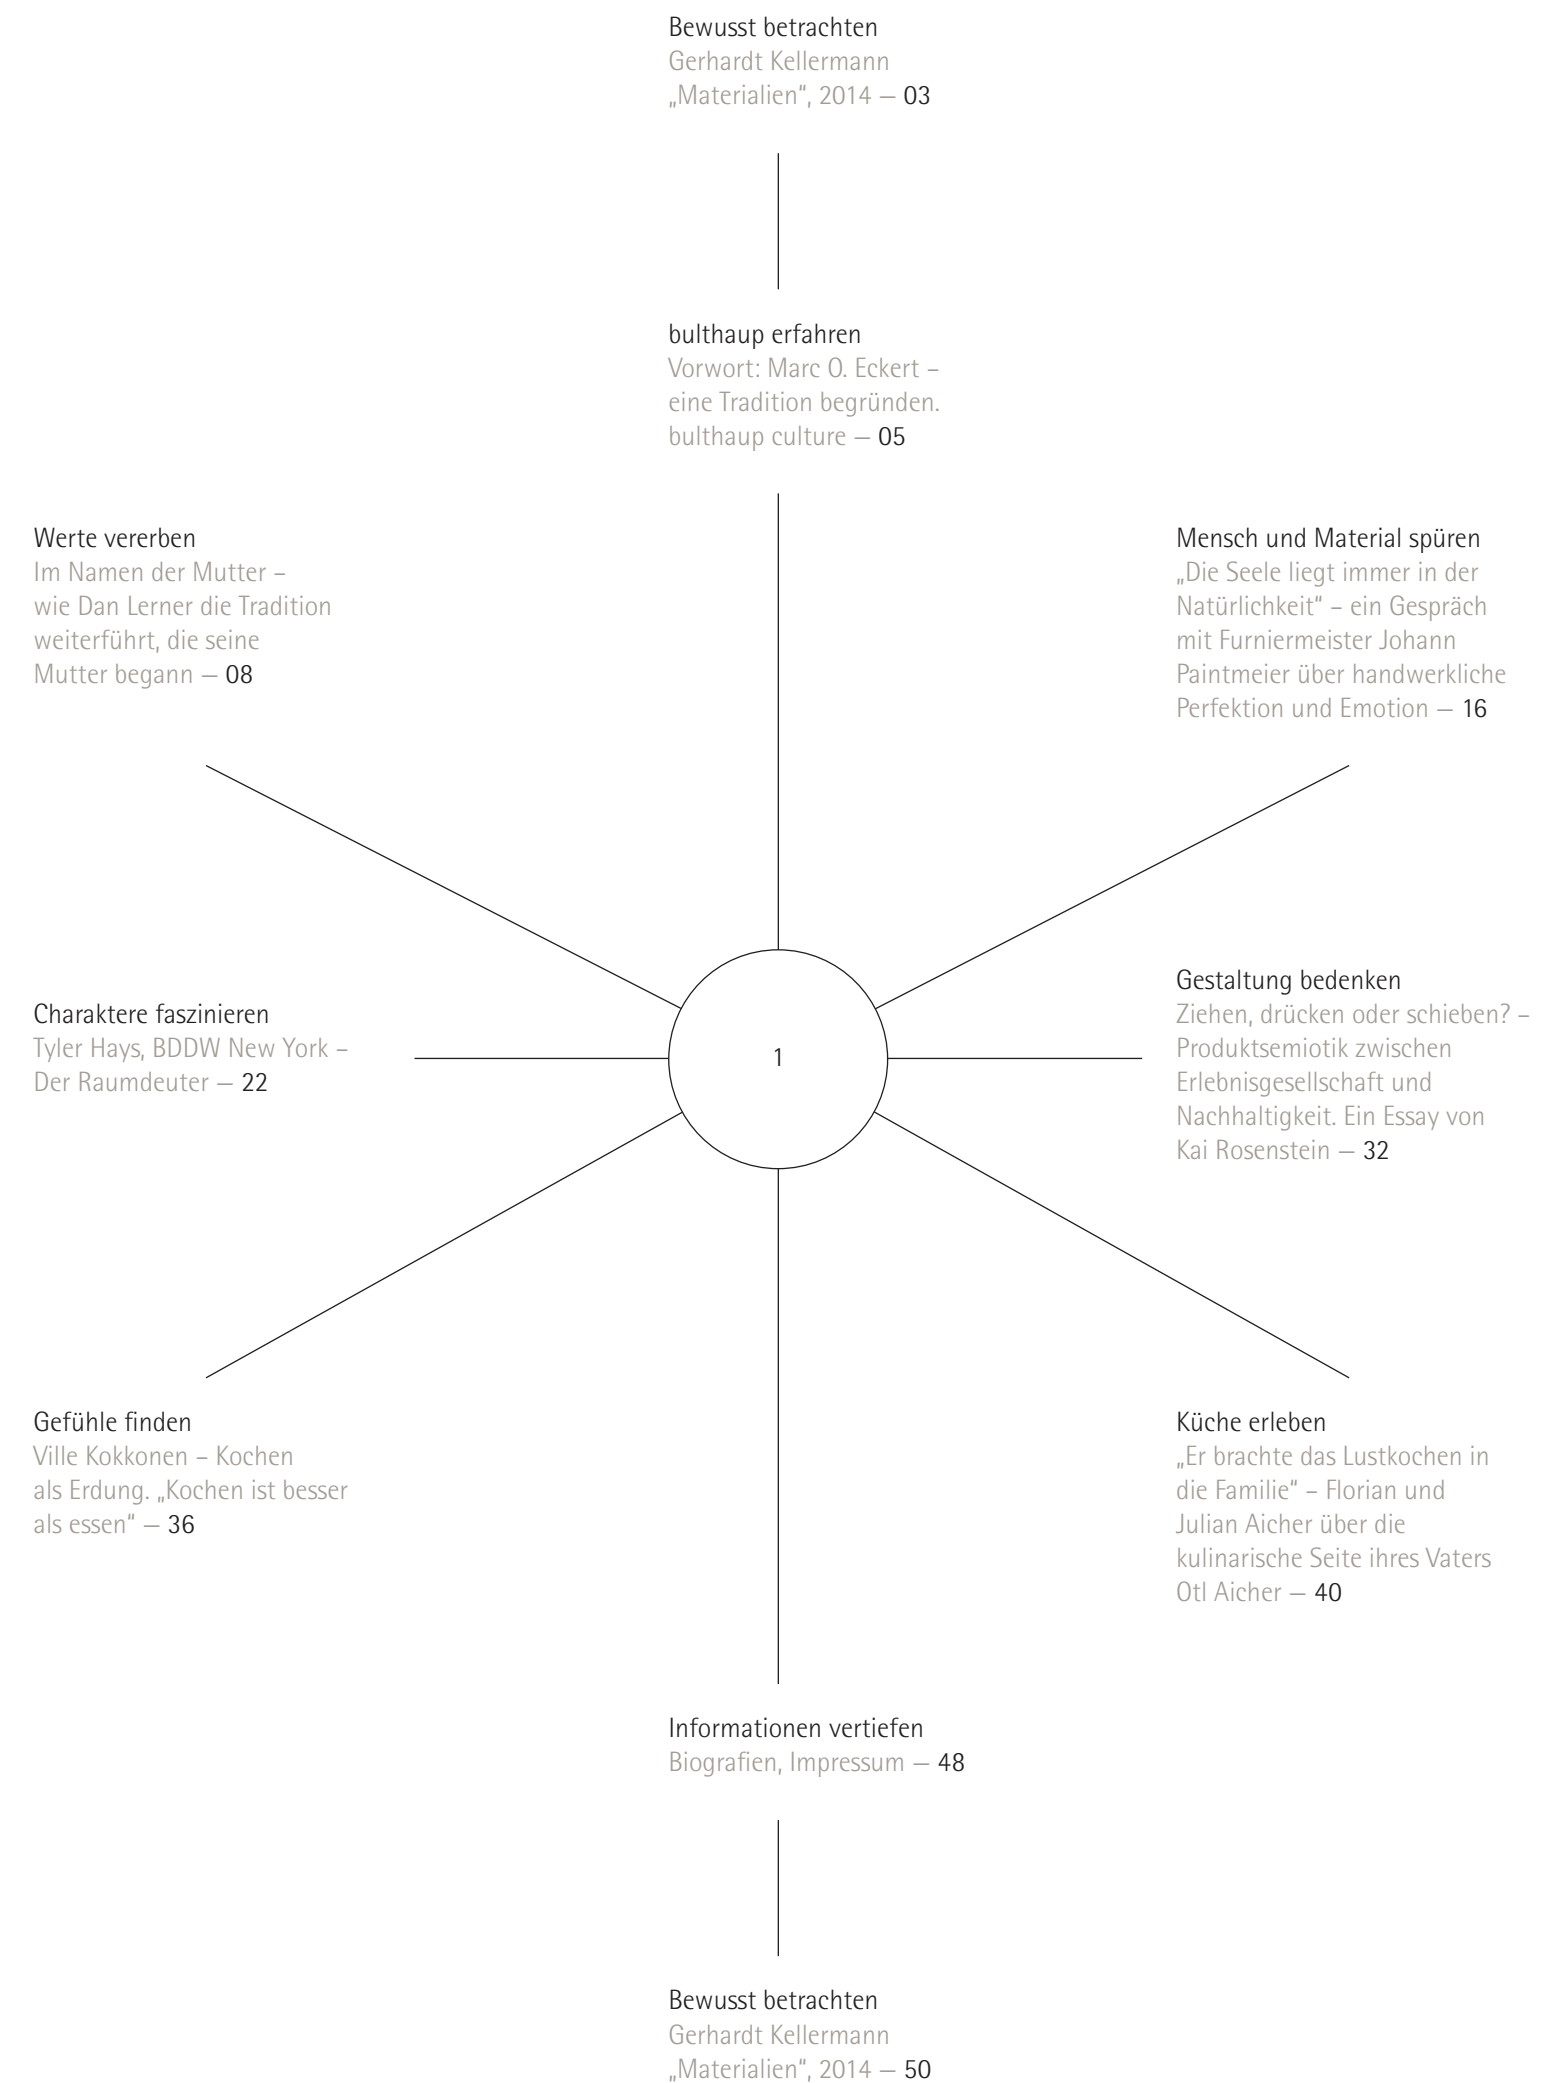 Bewusst betrachten
Gerhardt Kellermann
„Materialien“, 2014 — 03
bulthaup erfahren
Vorwort: Marc O. Eckert –
eine Tradition begründen.
bulthaup culture — 05
Werte vererben
Im Namen der Mutter –
wie Dan Lerner die Tradition
weiterführt, die seine
Mutter begann — 08
Mensch und Material spüren
„Die Seele liegt immer in der
Natürlichkeit“ – ein Gespräch
mit Furniermeister Johann
Paintmeier über handwerkliche
Perfektion und Emotion — 16
Charaktere faszinieren
Tyler Hays, BDDW New York –
Der Raumdeuter — 22
1
Gestaltung bedenken
Ziehen, drücken oder schieben? –
Produktsemiotik zwischen
Erlebnisgesellschaft und
Nachhaltigkeit. Ein Essay von
Kai Rosenstein — 32
Gefühle finden
Ville Kokkonen – Kochen
als Erdung. „Kochen ist besser
als essen“ — 36
Küche erleben
„Er brachte das Lustkochen in
die Familie“ – Florian und
Julian Aicher über die
kulinarische Seite ihres Vaters
Otl Aicher — 40
Informationen vertiefen
Biografien, Impressum — 48
Bewusst betrachten
Gerhardt Kellermann
„Materialien“, 2014 — 50